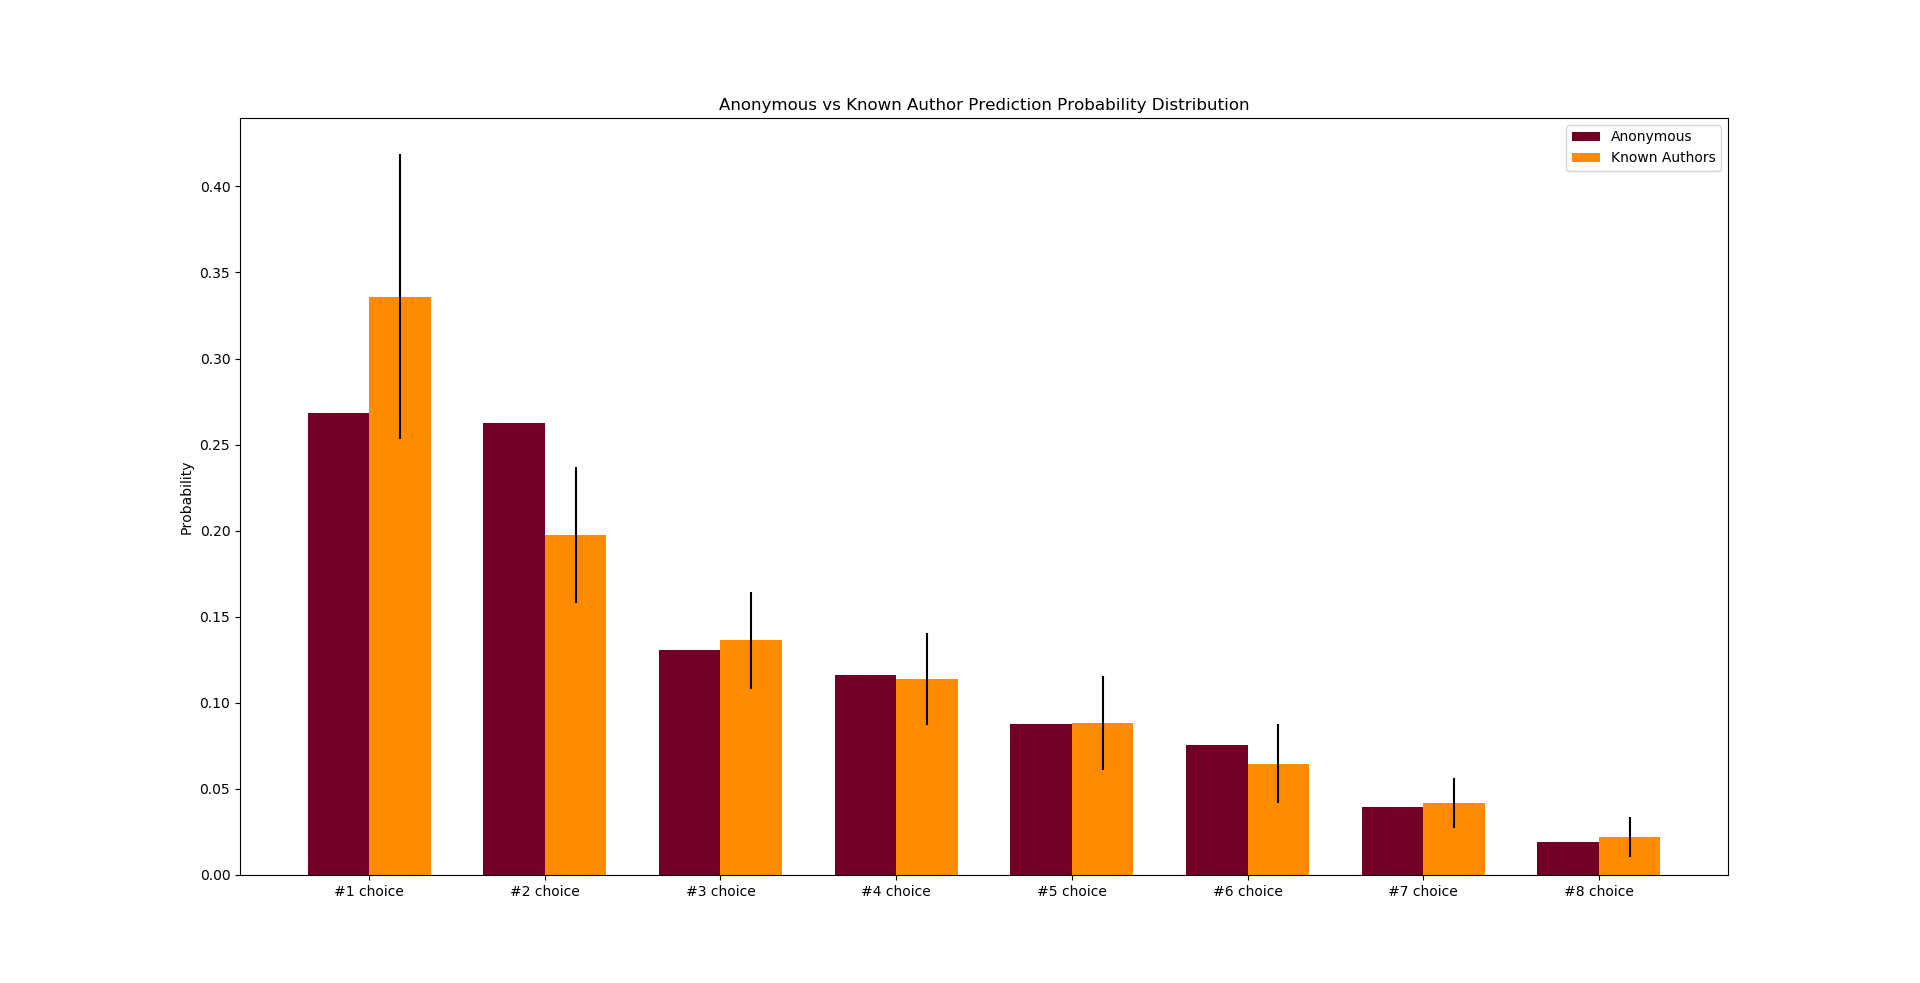 Anonymous vs Known Author Prediction Probability Distribution
Anonymous
Known Authors
0.40
0.35
0.30
0.25
0.20
0.15
0.10
0.05
0.00
Probability
#1 choice
#2 choice
#3 choice
#4 choice
#5 choice
#6 choice
#7 choice
#8 choice